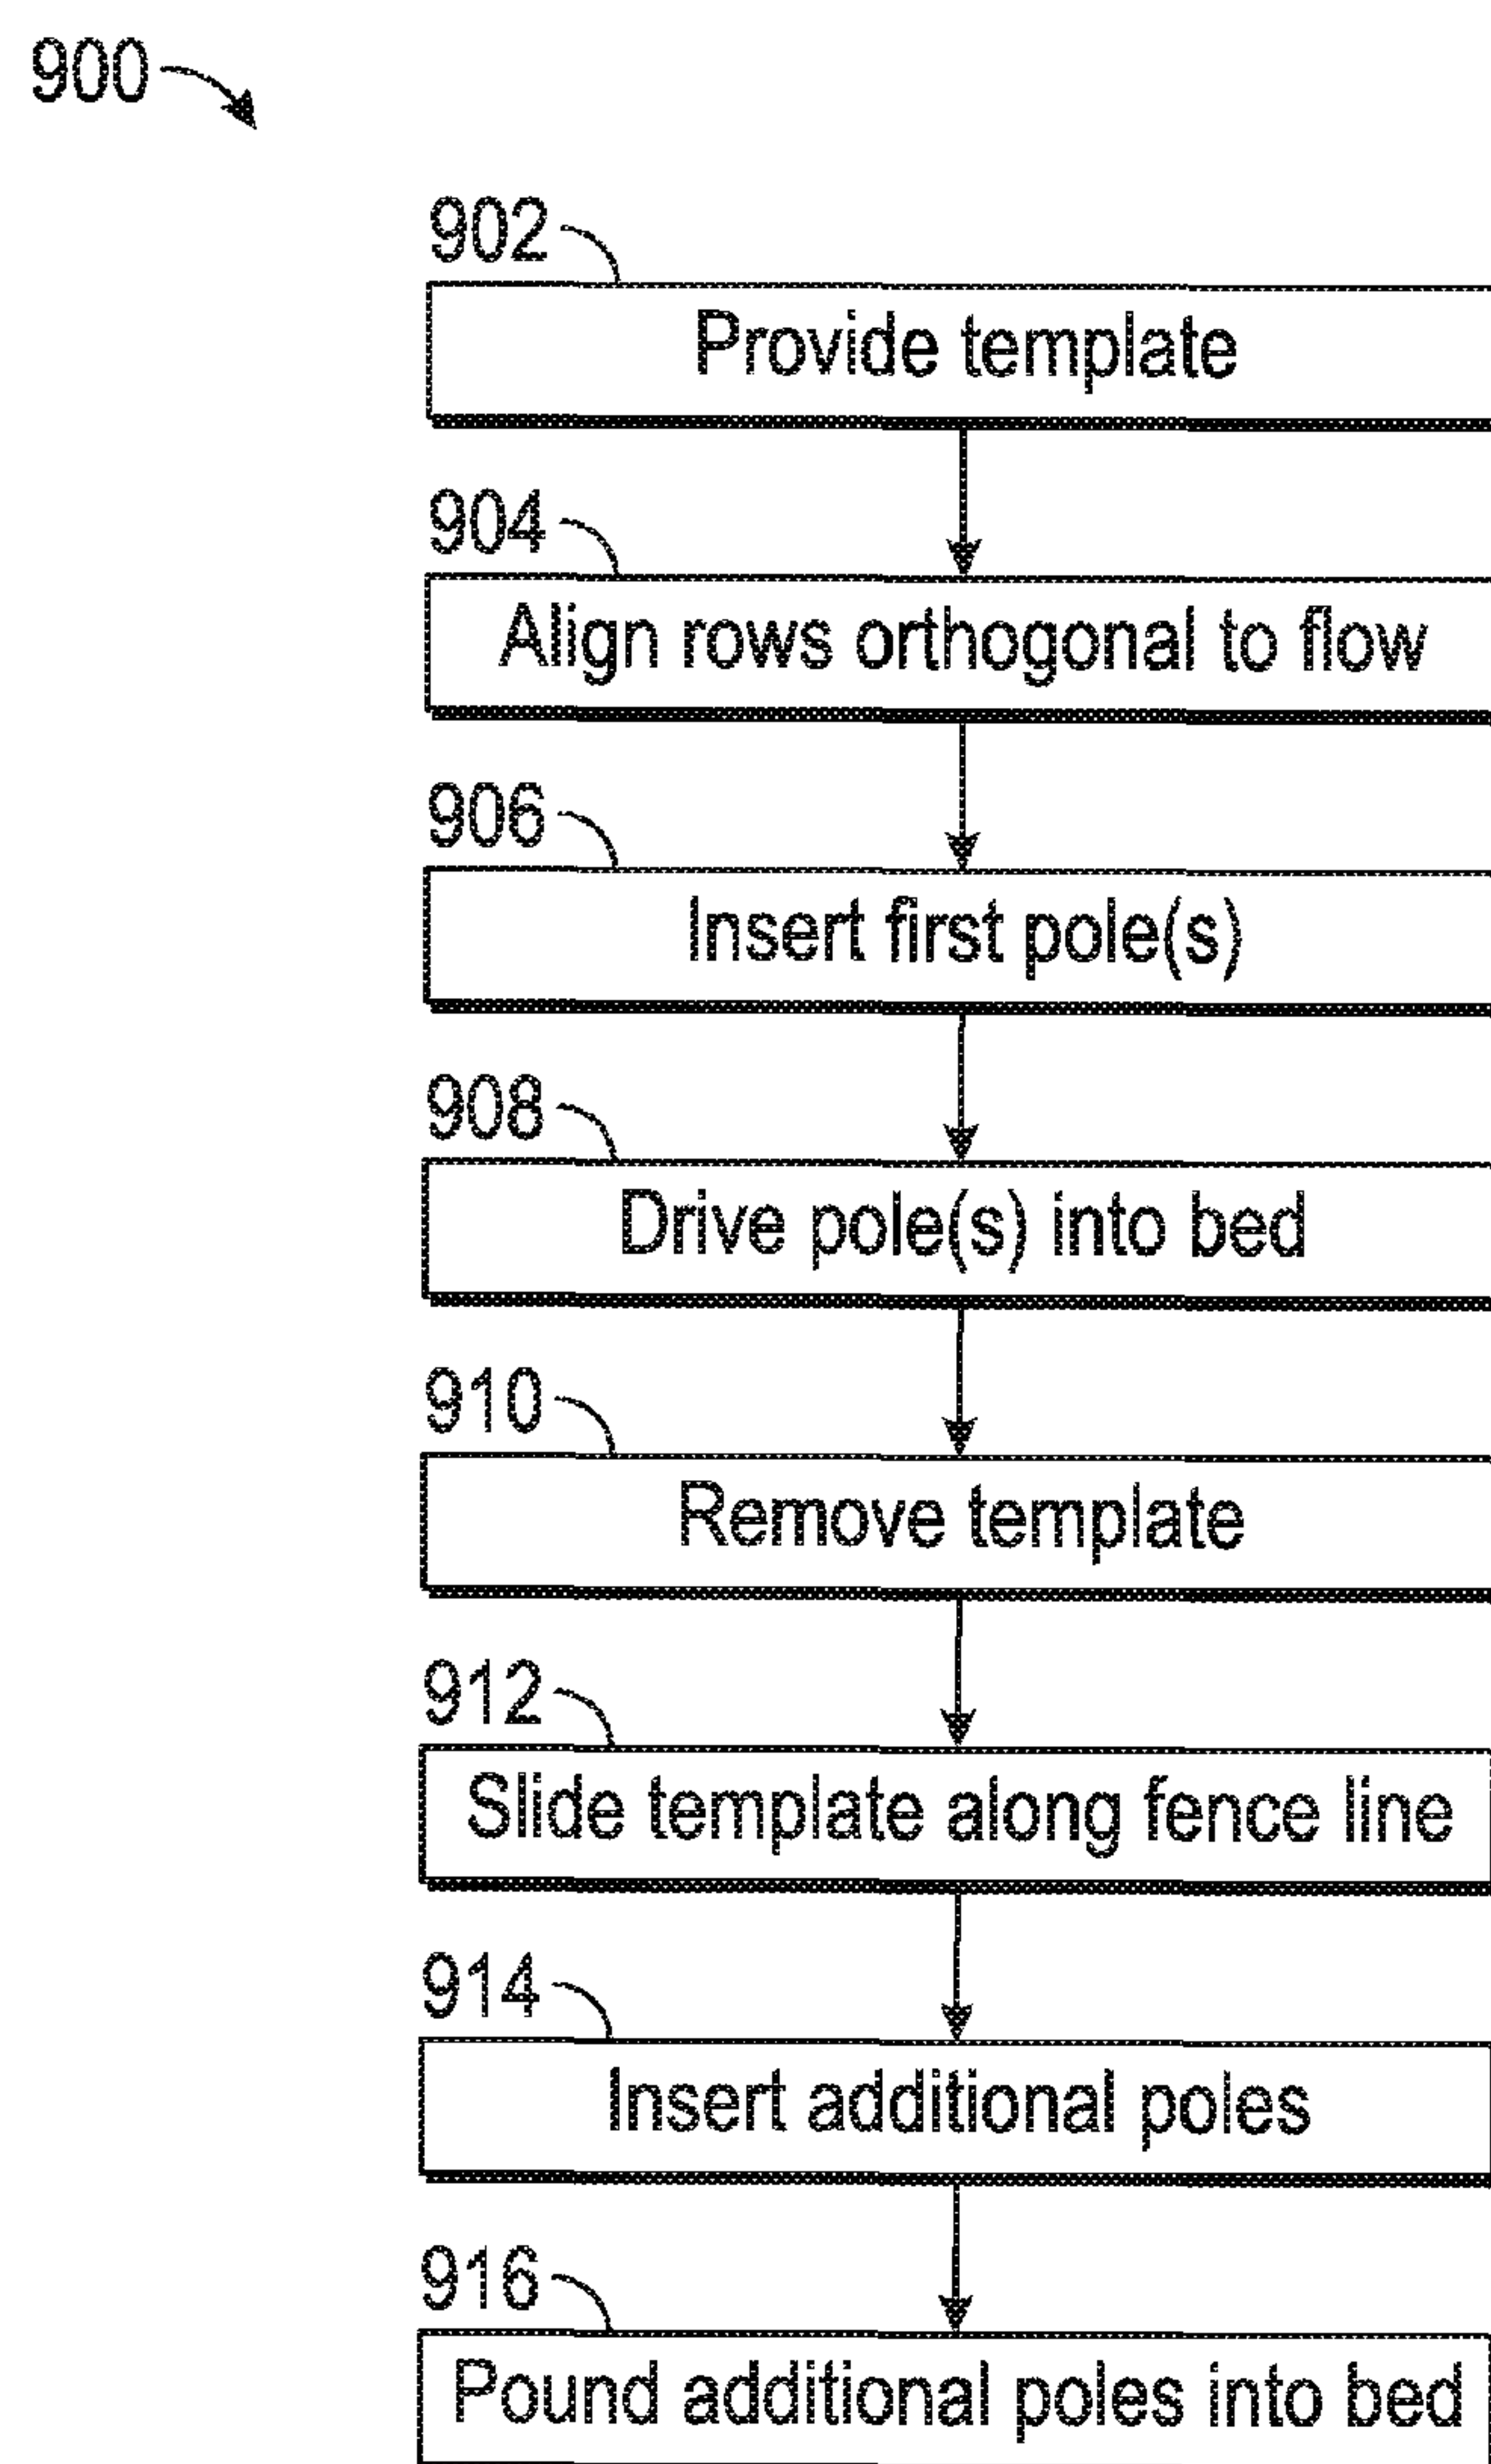 900
902
Provide template
904
Align rows orthogonal to flow
906
Insert first pole(s)
908
Drive pole(s) into bed
910
Remove template
912
Slide template along fence line
914
Insert additional poles
916
Pound additional poles into bed